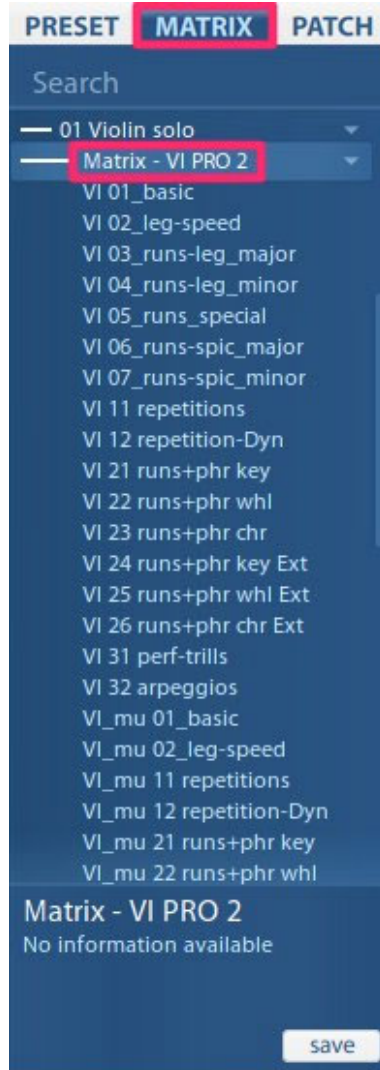 PRESET MATRIX PATCH
Search
01 Violin solo
Matrix - VI PRO 2
VI 01_basic
VI 02_leg-speed
VI 03_runs-leg_major
VI 04_runs-leg_minor
VI 05_runs_special
VI 06_runs-spic_major
VI 07_runs-spic_minor
VI 11 repetitions
VI 12 repetition-Dyn
VI 21 runs+phr key
VI 22 runs+phr whl
VI 23 runs+phr chr
VI 24 runs+phr key Ext
VI 25 runs+phr whl Ext
VI 26 runs+phr chr Ext
VI 31 perf-trills
VI 32 arpeggios
VI_mu 01_basic
VI_mu 02_leg-speed
VI_mu 11 repetitions
VI_mu 12 repetition-Dyn
VI_mu 21 runs+phr key
VI_mu 22 runs+phr whl
Matrix - VI PRO 2
No information available
save